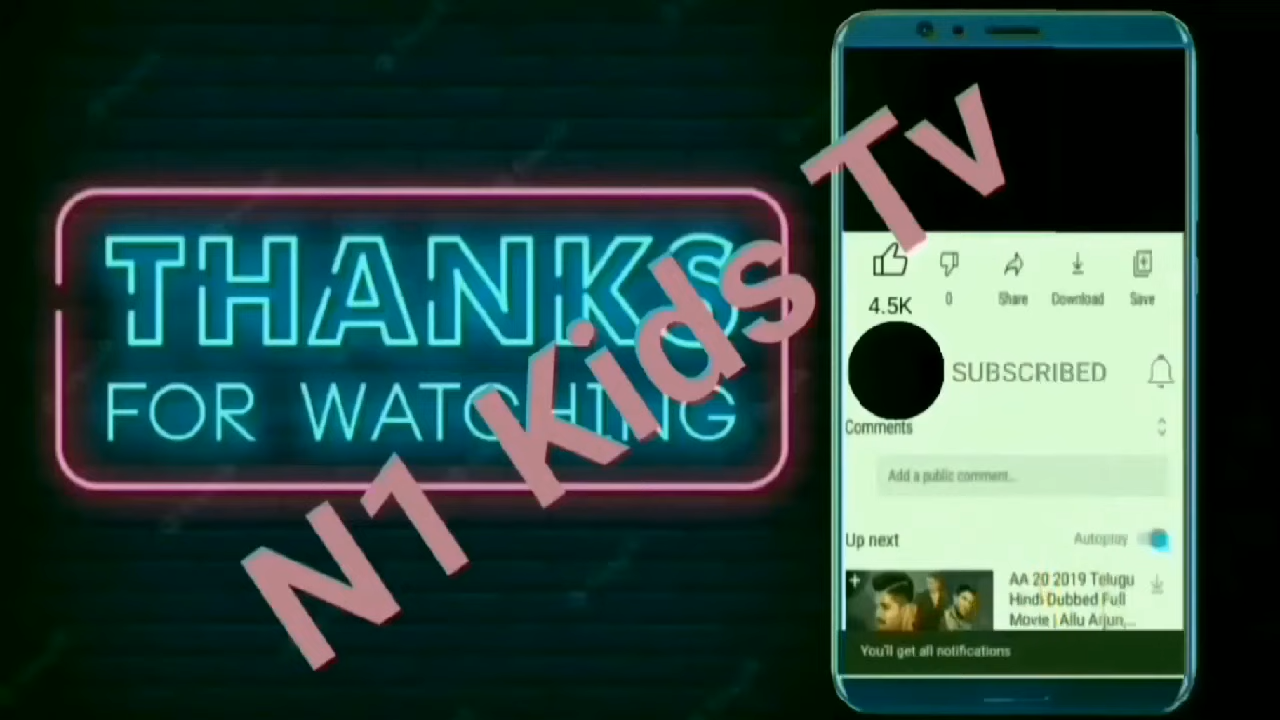 THANKS
FOR WATCHING
N1 Kids Tv
4.5K
0
Share
Download
Save
SUBSCRIBED
Comments
Add a public comment...
Up next
Autoplay
AA 20 2019 Telugu
Hindi Dubbed Full
Movie | Allu Arjun,...
You'll get all notifications